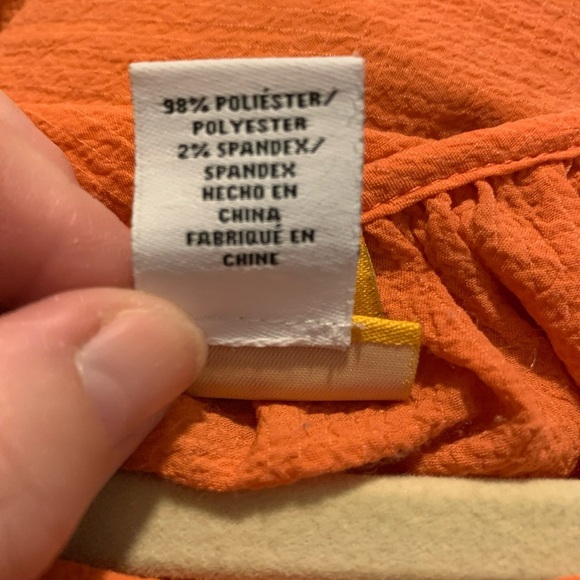 98% POLIÉSTER/
POLYESTER
2% SPANDEX/
SPANDEX
HECHO EN
CHINA
FABRIQUÉ EN
CHINE